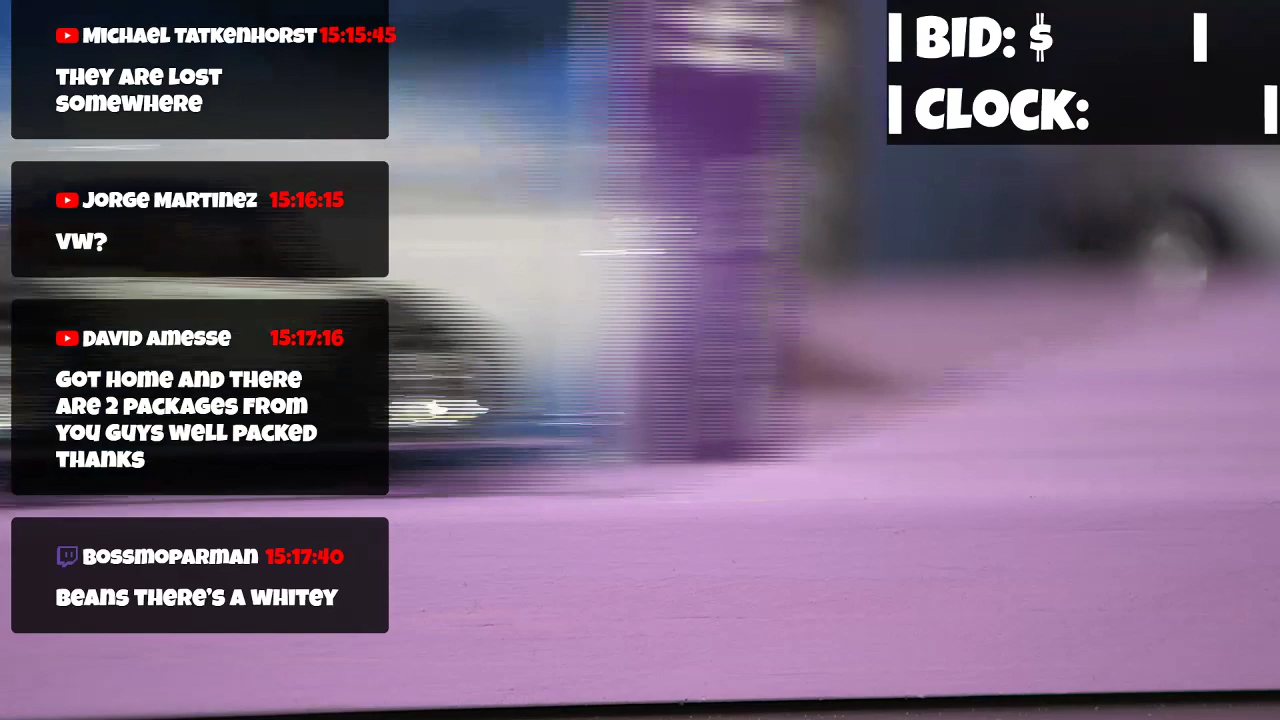 Michael Tatkenhorst 15:15:45
They are lost
somewhere
Jorge Martinez 15:16:15
VW?
David Amesse 15:17:16
Got home and there
are 2 packages from
you guys well packed
thanks
Bossmoparman 15:17:40
Beans there's a whitey
| BID: $ |
| CLOCK: |